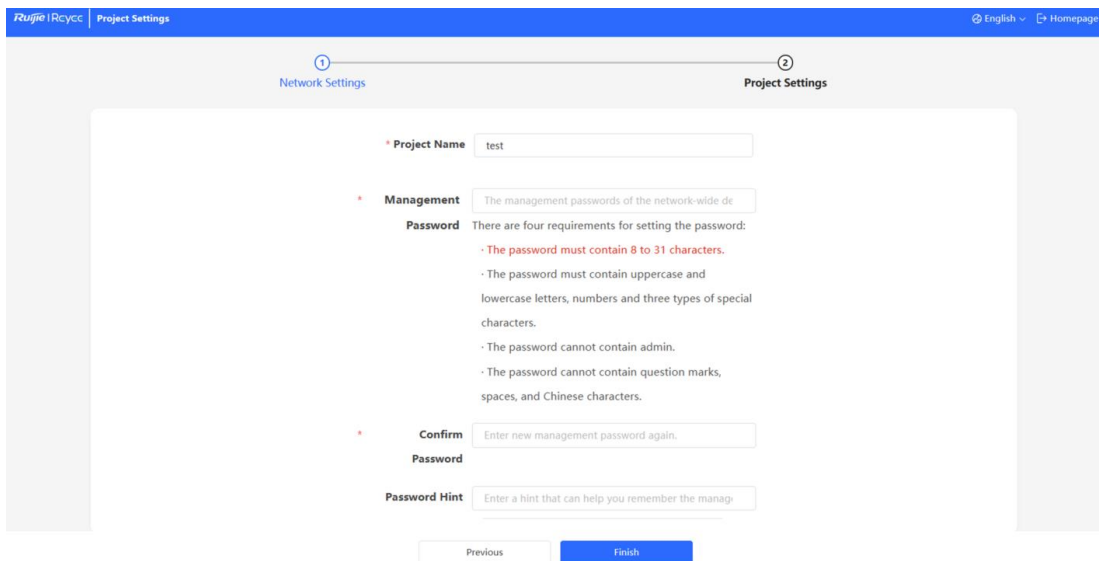 Ruijie | Rcycc | Project Settings
English
Homepage
1
2
Network Settings
Project Settings
* Project Name
test
* Management
Password
The management passwords of the network-wide de
There are four requirements for setting the password:
· The password must contain 8 to 31 characters.
· The password must contain uppercase and
lowercase letters, numbers and three types of special
characters.
· The password cannot contain admin.
· The password cannot contain question marks,
spaces, and Chinese characters.
* Confirm
Password
Enter new management password again.
Password Hint
Enter a hint that can help you remember the manag
Previous
Finish